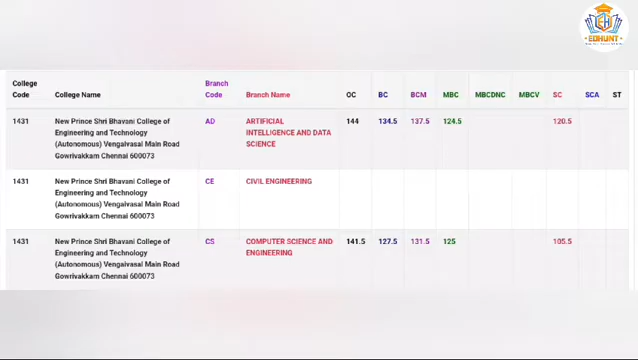 EDHUNT
College Code College Name Branch Code Branch Name OC BC BCM MBC MBCDNC MBCV SC SCA ST
1431 New Prince Shri Bhavani College of AD ARTIFICIAL 144 134.5 137.5 124.5 120.5
Engineering and Technology INTELLIGENCE AND DATA
(Autonomous) Vengaivasal Main Road SCIENCE
Gowrivakkam Chennai 600073
1431 New Prince Shri Bhavani College of CE CIVIL ENGINEERING
Engineering and Technology
(Autonomous) Vengaivasal Main Road
Gowrivakkam Chennai 600073
1431 New Prince Shri Bhavani College of CS COMPUTER SCIENCE AND 141.5 127.5 131.5 125 105.5
Engineering and Technology ENGINEERING
(Autonomous) Vengaivasal Main Road
Gowrivakkam Chennai 600073